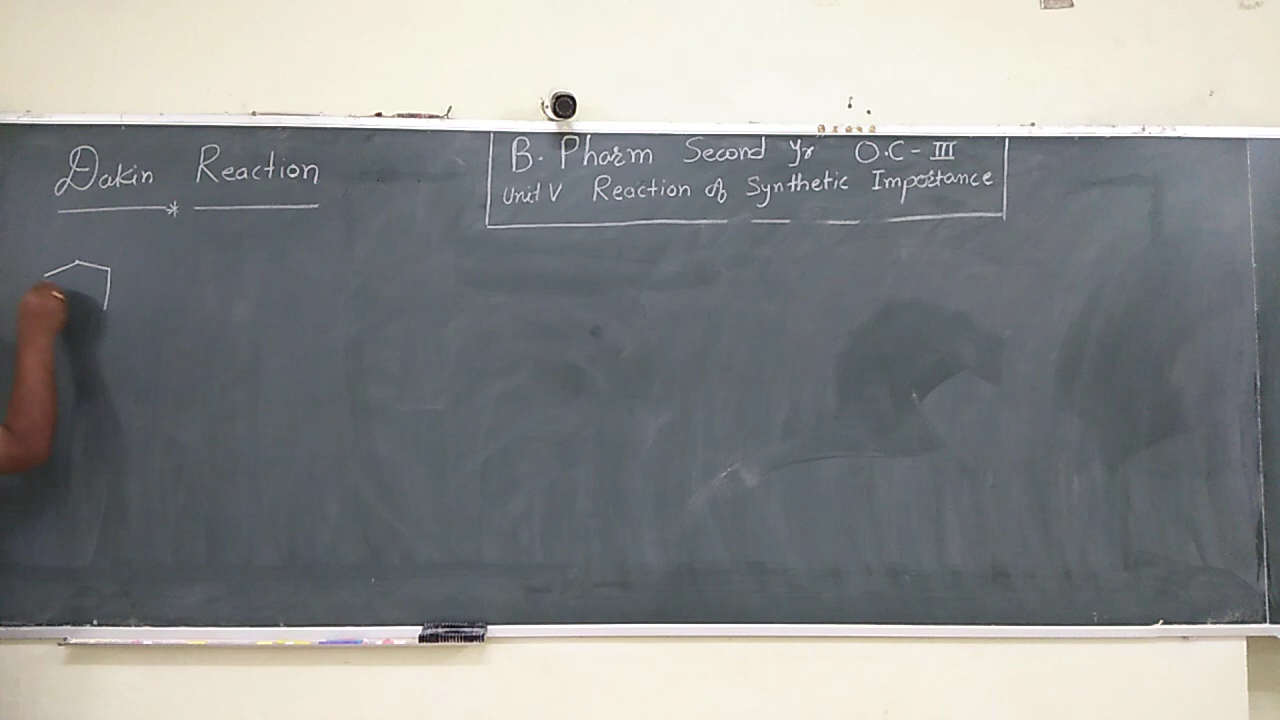 Dakin Reaction
B. Pharm Second Yr O.C-III
Unit V Reaction of Synthetic Importance